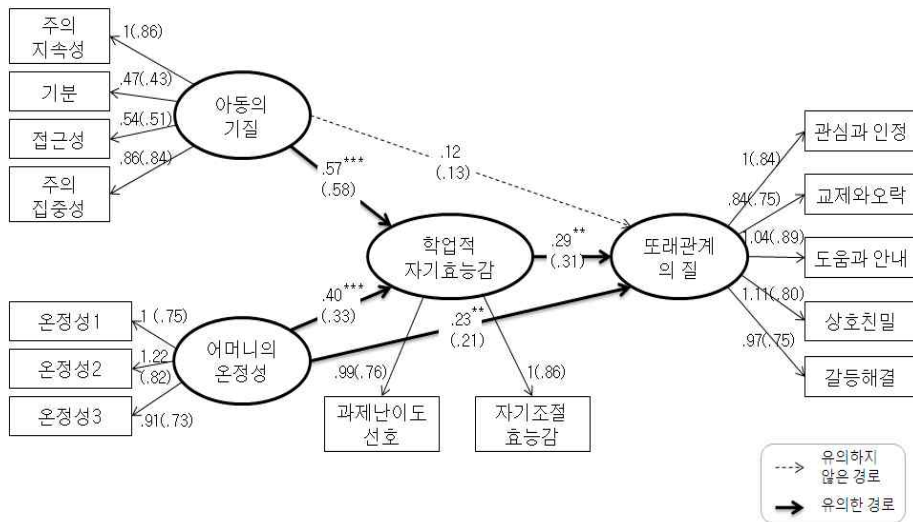 주의
지속성
1(.86)
기분
.47(.43)
접근성
.54(.51)
주의
집중성
.86(.84)
아동의
기질
.12
(.13)
.57***
(.58)
관심과 인정
1(.84)
교제와오락
.84(.75)
도움과 안내
1.04(.89)
상호친밀
1.11(.80)
갈등해결
.97(.75)
학업적
자기효능감
.29**
(.31)
또래관계
의 질
.40***
(.33)
.23**
(.21)
온정성1
1 (.75)
온정성2
1.22
(.82)
온정성3
.91(.73)
어머니의
온정성
.99(.76)
1(.86)
과제난이도
선호
자기조절
효능감
유의하지
않은 경로
유의한 경로